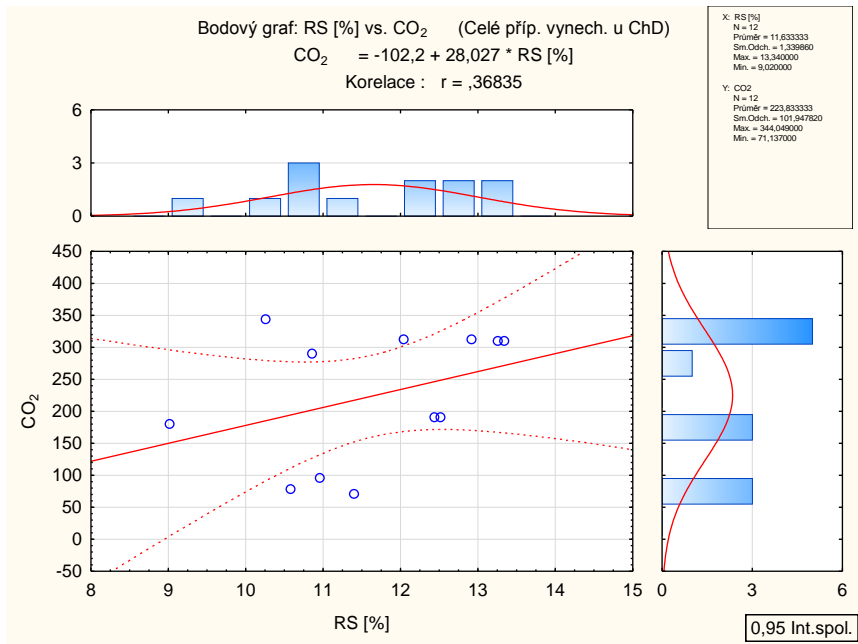 Bodový graf: RS [%] vs. CO₂ (Celé příp. vynech. u ChD)
CO₂ = -102,2 + 28,027 * RS [%]
Korelace : r = ,36835
X: RS [%]
N = 12
Průměr = 11,633333
Sm.Odch. = 1,339860
Max. = 13,340000
Min. = 9,020000
Y: CO2
N = 12
Průměr = 223,833333
Sm.Odch. = 101,947820
Max. = 344,049000
Min. = 71,137000
6
3
0
450
400
350
300
250
200
150
100
50
0
-50
CO₂
8 9 10 11 12 13 14 15
RS [%]
0 3 6
0,95 Int.spol.